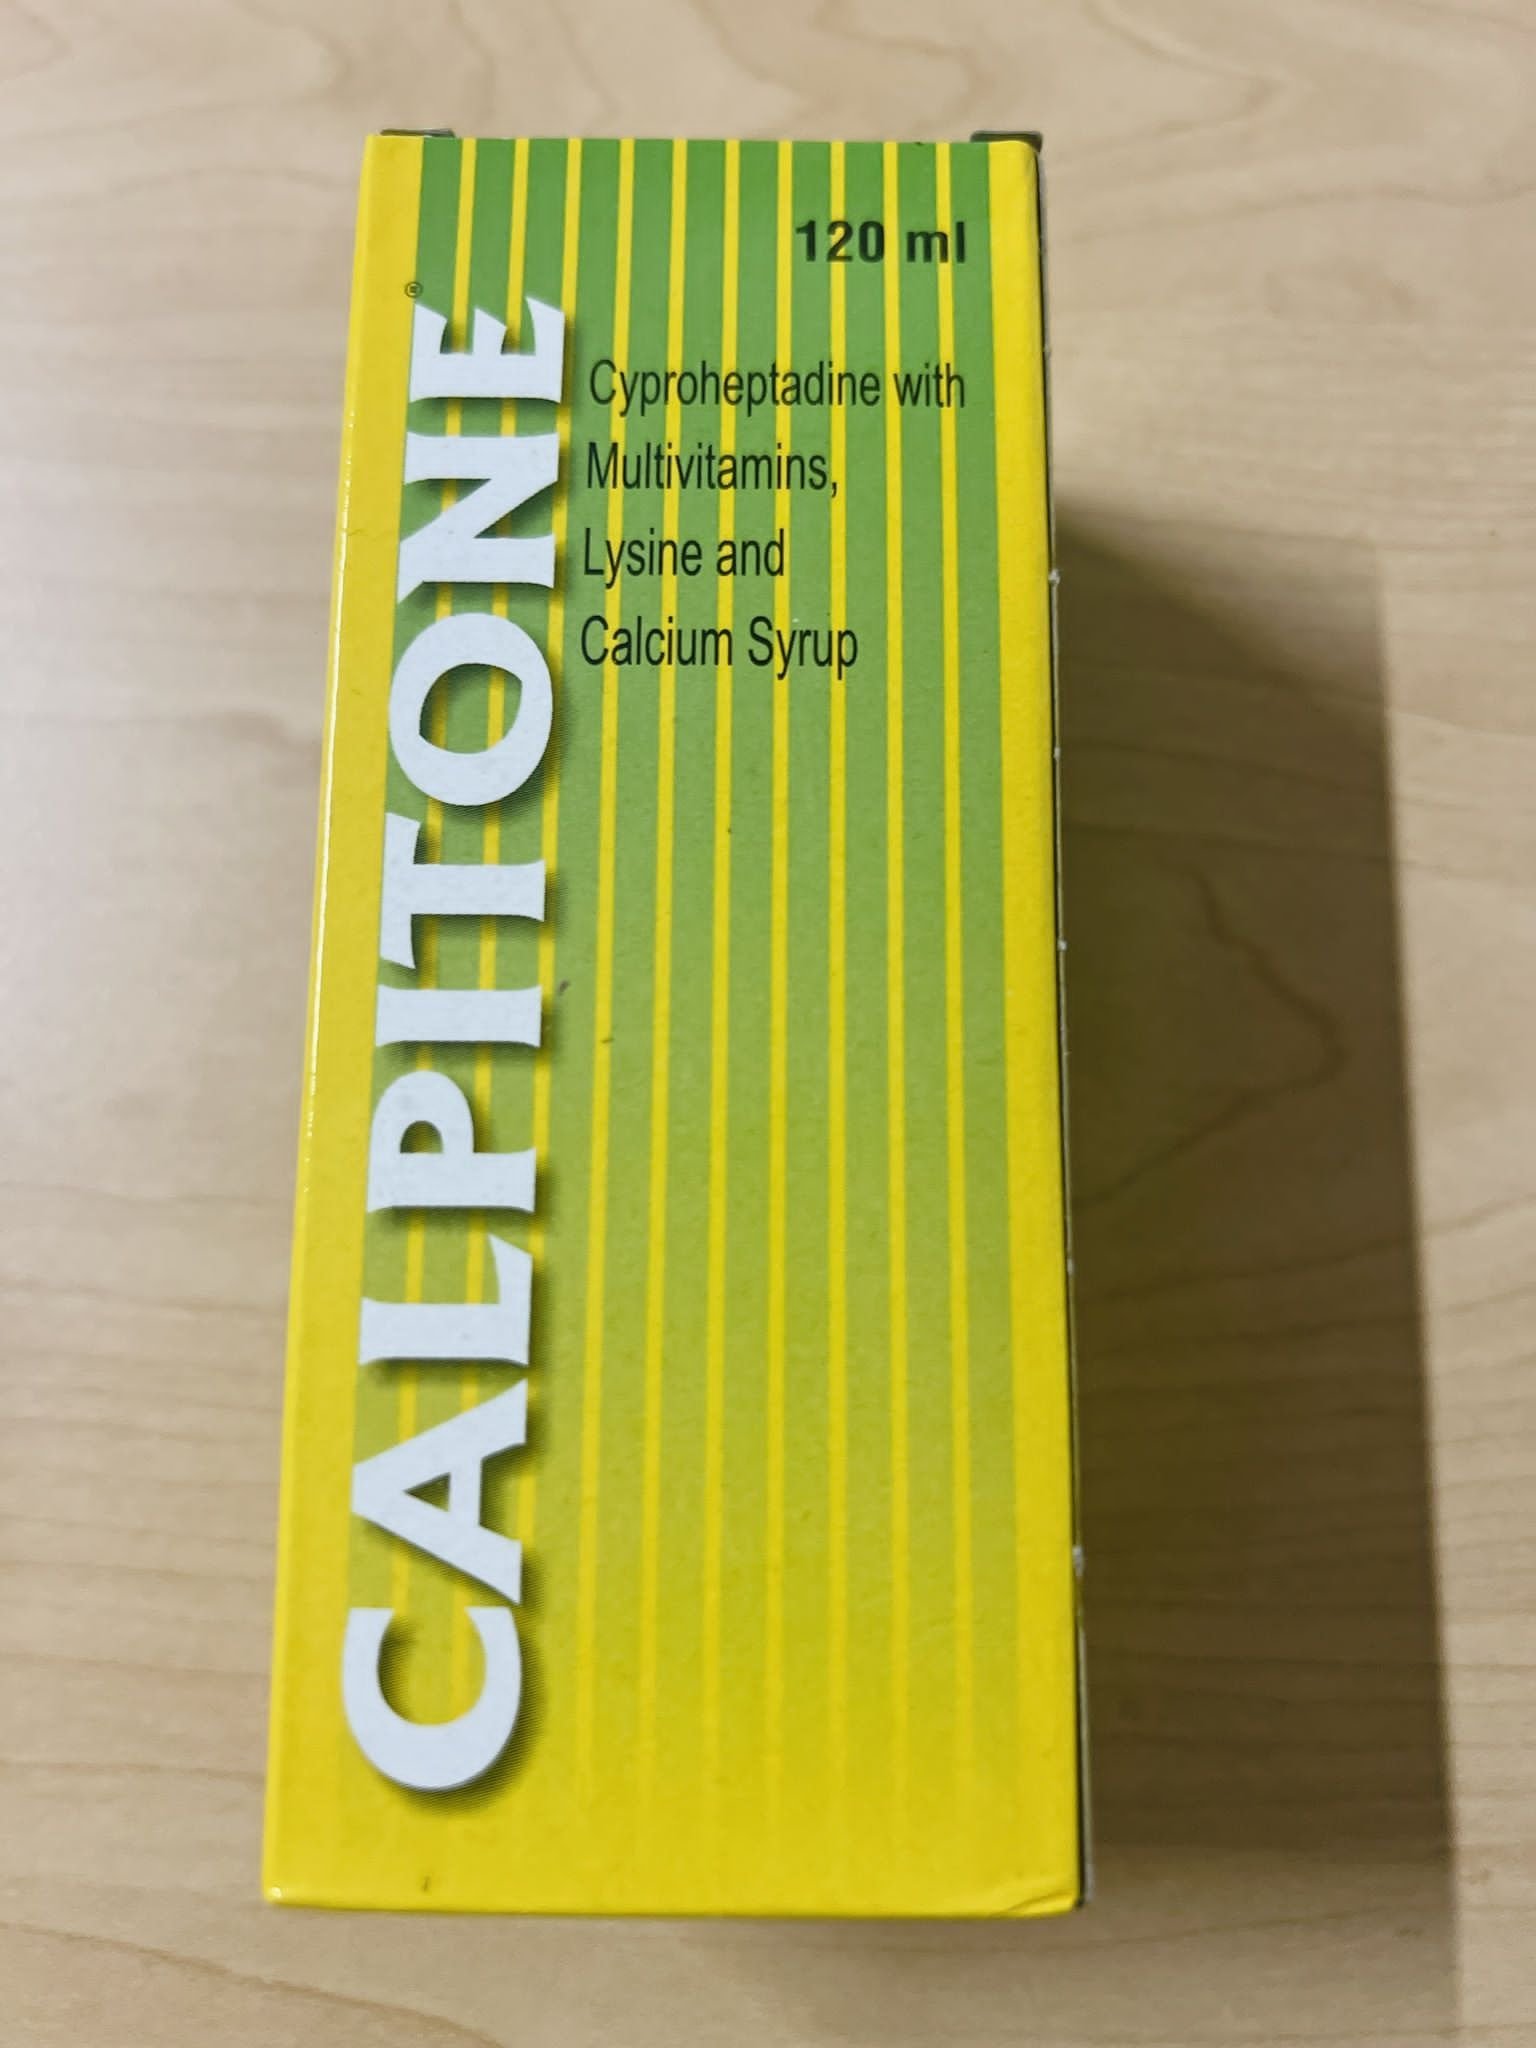 120 ml
CALPITONE®
Cyproheptadine with
Multivitamins,
Lysine and
Calcium Syrup